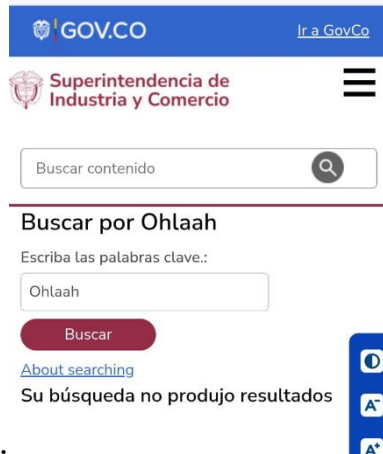 GOV.CO
Ir a GovCo
Superintendencia de
Industria y Comercio
Buscar contenido
Buscar por Ohlaah
Escriba las palabras clave.:
Ohlaah
Buscar
About searching
Su búsqueda no produjo resultados
A-
A+
.